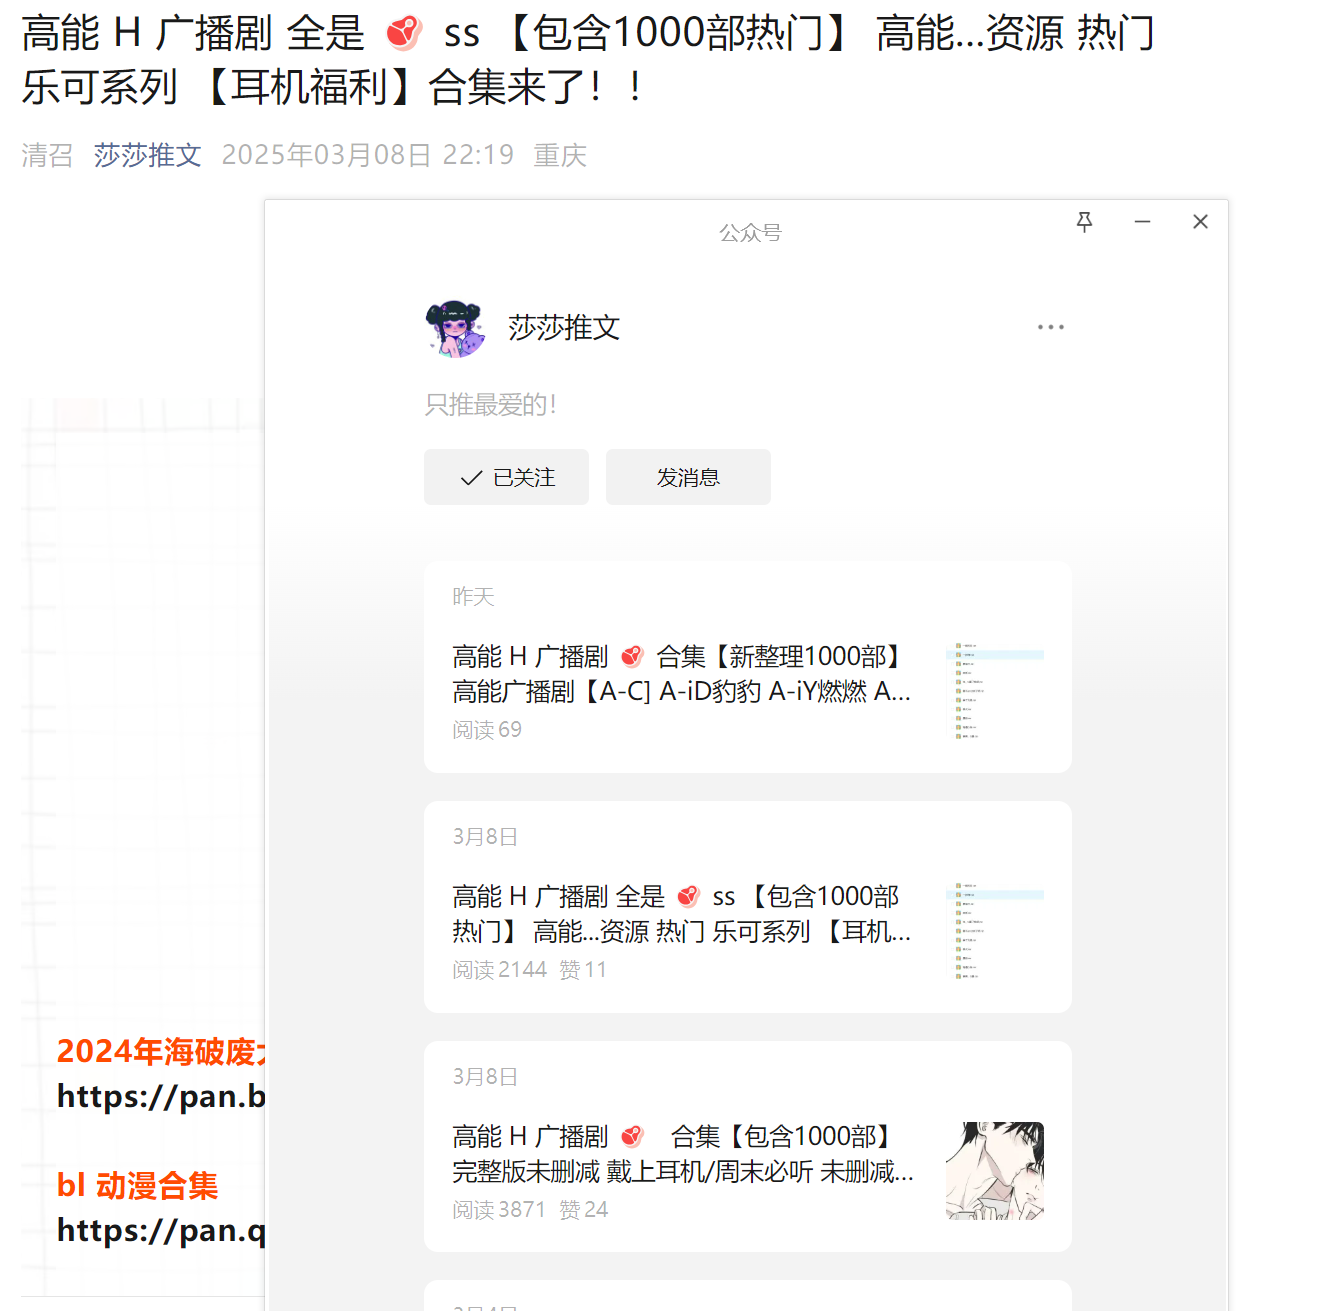 高能 H 广播剧 全是 🥩 ss 【包含1000部热门】 高能...资源 热门
乐可系列 【耳机福利】合集来了！！
清召 莎莎推文 2025年03月08日 22:19 重庆
公众号
莎莎推文
只推最爱的！
已关注
发消息
昨天
高能 H 广播剧 🥩 合集【新整理1000部】
高能广播剧【A-C] A-iD豹豹 A-iY燃燃 A...
阅读 69
3月8日
高能 H 广播剧 全是 🥩 ss 【包含1000部
热门】 高能...资源 热门 乐可系列 【耳机...
阅读 2144 赞 11
3月8日
高能 H 广播剧 🥩 合集【包含1000部】
完整版未删减 戴上耳机/周末必听 未删减...
阅读 3871 赞 24
2024年海破废
https://pan.b
bl 动漫合集
https://pan.q